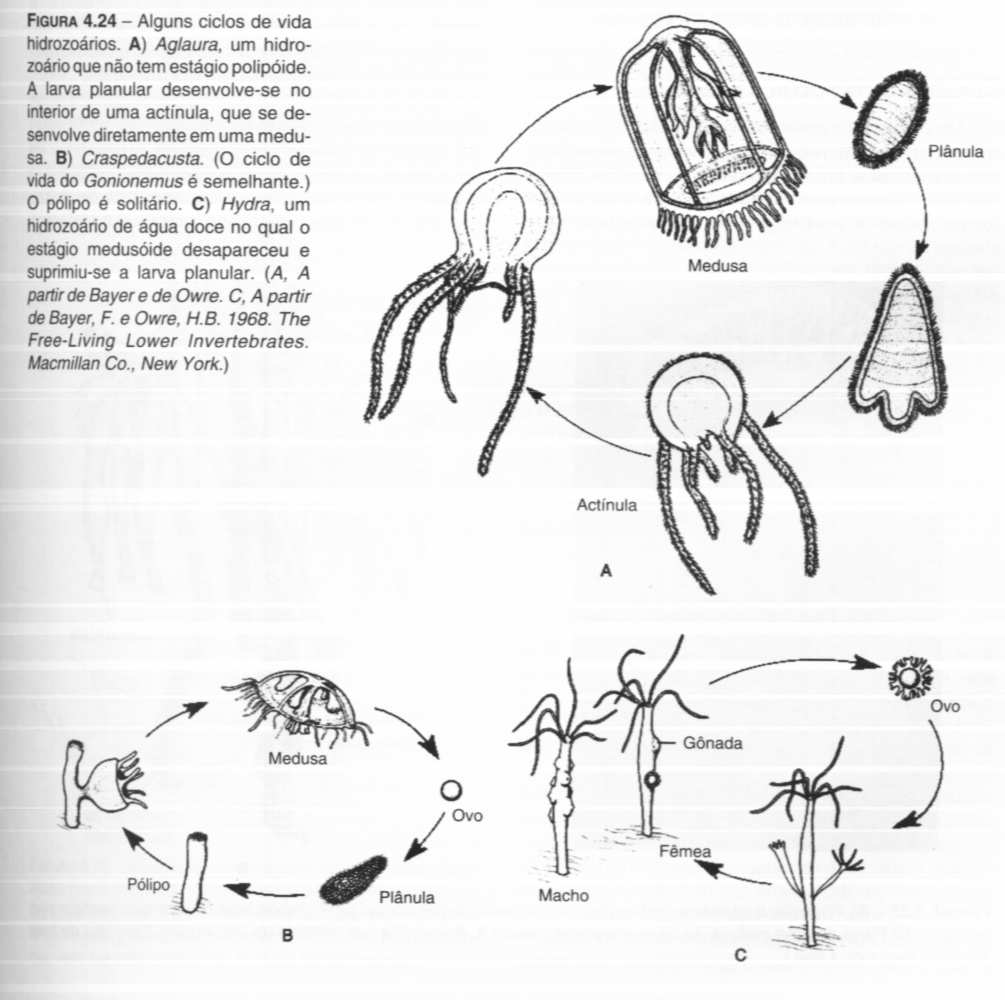 FIGURA 4.24 – Alguns ciclos de vida
hidrozoários. A) Aglaura, um hidro-
zoário que não tem estágio polipóide.
A larva planular desenvolve-se no
interior de uma actínula, que se de-
senvolve diretamente em uma medu-
sa. B) Craspedacusta. (O ciclo de
vida do Gonionemus é semelhante.)
O pólipo é solitário. C) Hydra, um
hidrozoário de água doce no qual o
estágio medusóide desapareceu e
suprimiu-se a larva planular. (A, A
partir de Bayer e de Owre. C, A partir
de Bayer, F. e Owre, H.B. 1968. The
Free-Living Lower Invertebrates.
Macmillan Co., New York.)
Plânula
Medusa
Actínula
A
Medusa
Ovo
Plânula
Pólipo
B
Ovo
Gônada
Fêmea
Macho
C